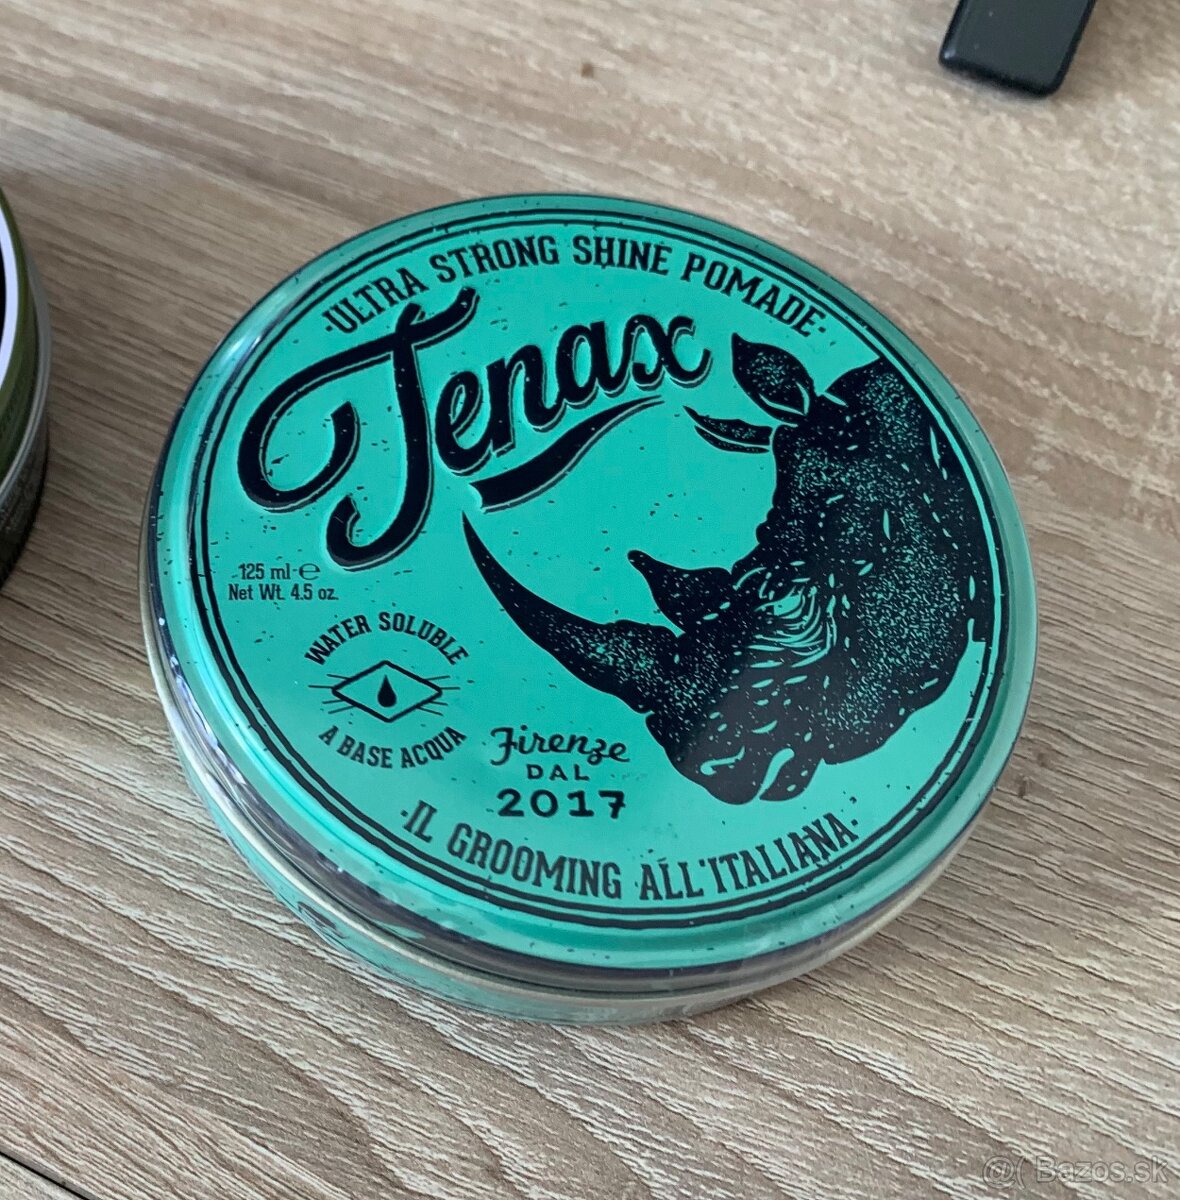 ·ULTRA STRONG SHINE POMADE·
Tenax
125 ml ℮
Net Wt. 4.5 oz.
WATER SOLUBLE
A BASE ACQUA
Firenze
DAL
2017
·IL GROOMING ALL'ITALIANA·
@( Bazos.sk